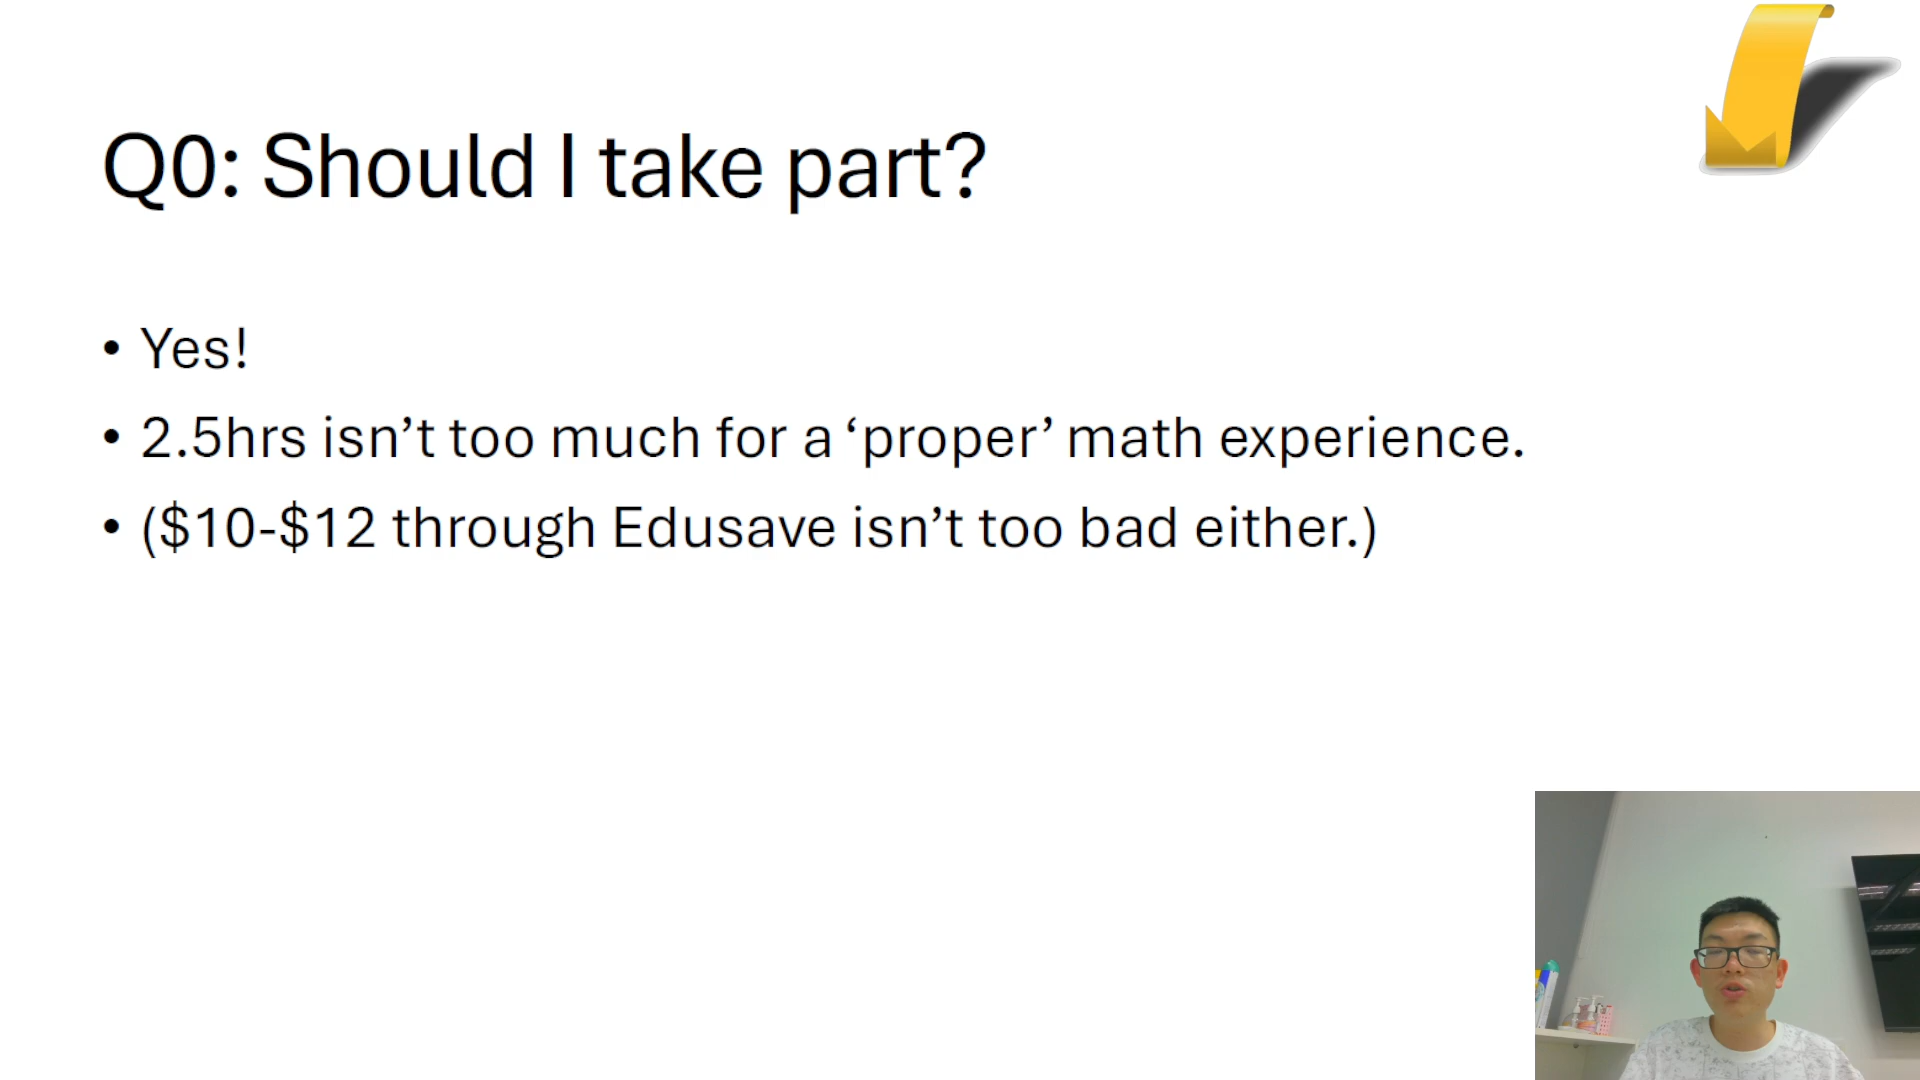 Q0: Should I take part?
• Yes!
• 2.5hrs isn’t too much for a ‘proper’ math experience.
• ($10-$12 through Edusave isn’t too bad either.)